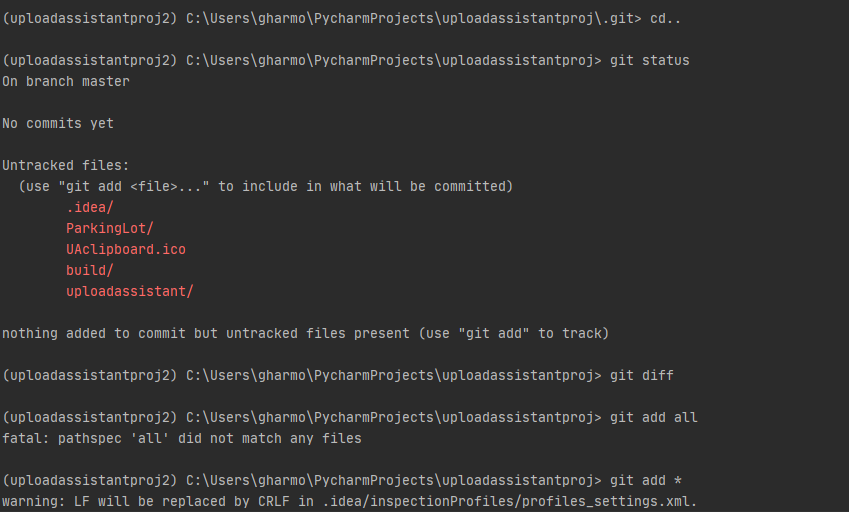 (uploadassistantproj2) C:\Users\gharmo\PycharmProjects\uploadassistantproj\.git> cd..
(uploadassistantproj2) C:\Users\gharmo\PycharmProjects\uploadassistantproj> git status
On branch master
No commits yet
Untracked files:
(use "git add <file>..." to include in what will be committed)
.idea/
ParkingLot/
UAclipboard.ico
build/
uploadassistant/
nothing added to commit but untracked files present (use "git add" to track)
(uploadassistantproj2) C:\Users\gharmo\PycharmProjects\uploadassistantproj> git diff
(uploadassistantproj2) C:\Users\gharmo\PycharmProjects\uploadassistantproj> git add all
fatal: pathspec 'all' did not match any files
(uploadassistantproj2) C:\Users\gharmo\PycharmProjects\uploadassistantproj> git add *
warning: LF will be replaced by CRLF in .idea/inspectionProfiles/profiles_settings.xml.